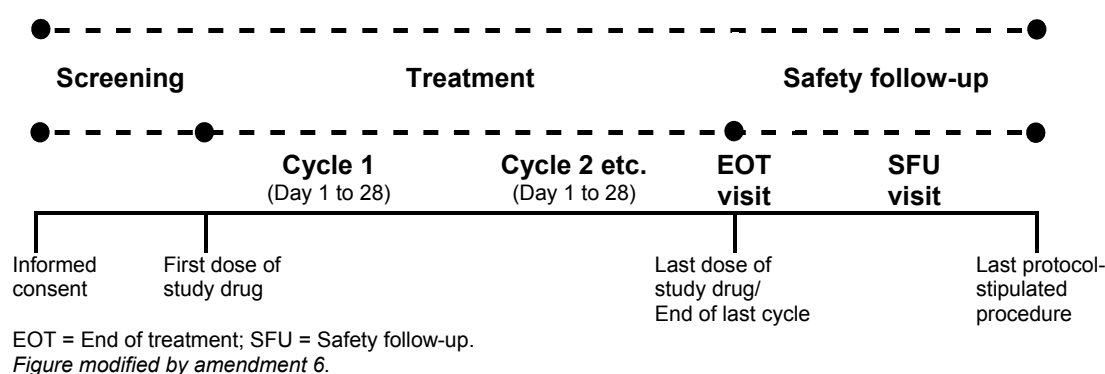 Screening Treatment Safety follow-up
Cycle 1 Cycle 2 etc. EOT SFU
(Day 1 to 28) (Day 1 to 28) visit visit
Informed First dose of Last dose of Last protocol-
consent study drug study drug/ stipulated
End of last cycle procedure
EOT = End of treatment; SFU = Safety follow-up.
Figure modified by amendment 6.